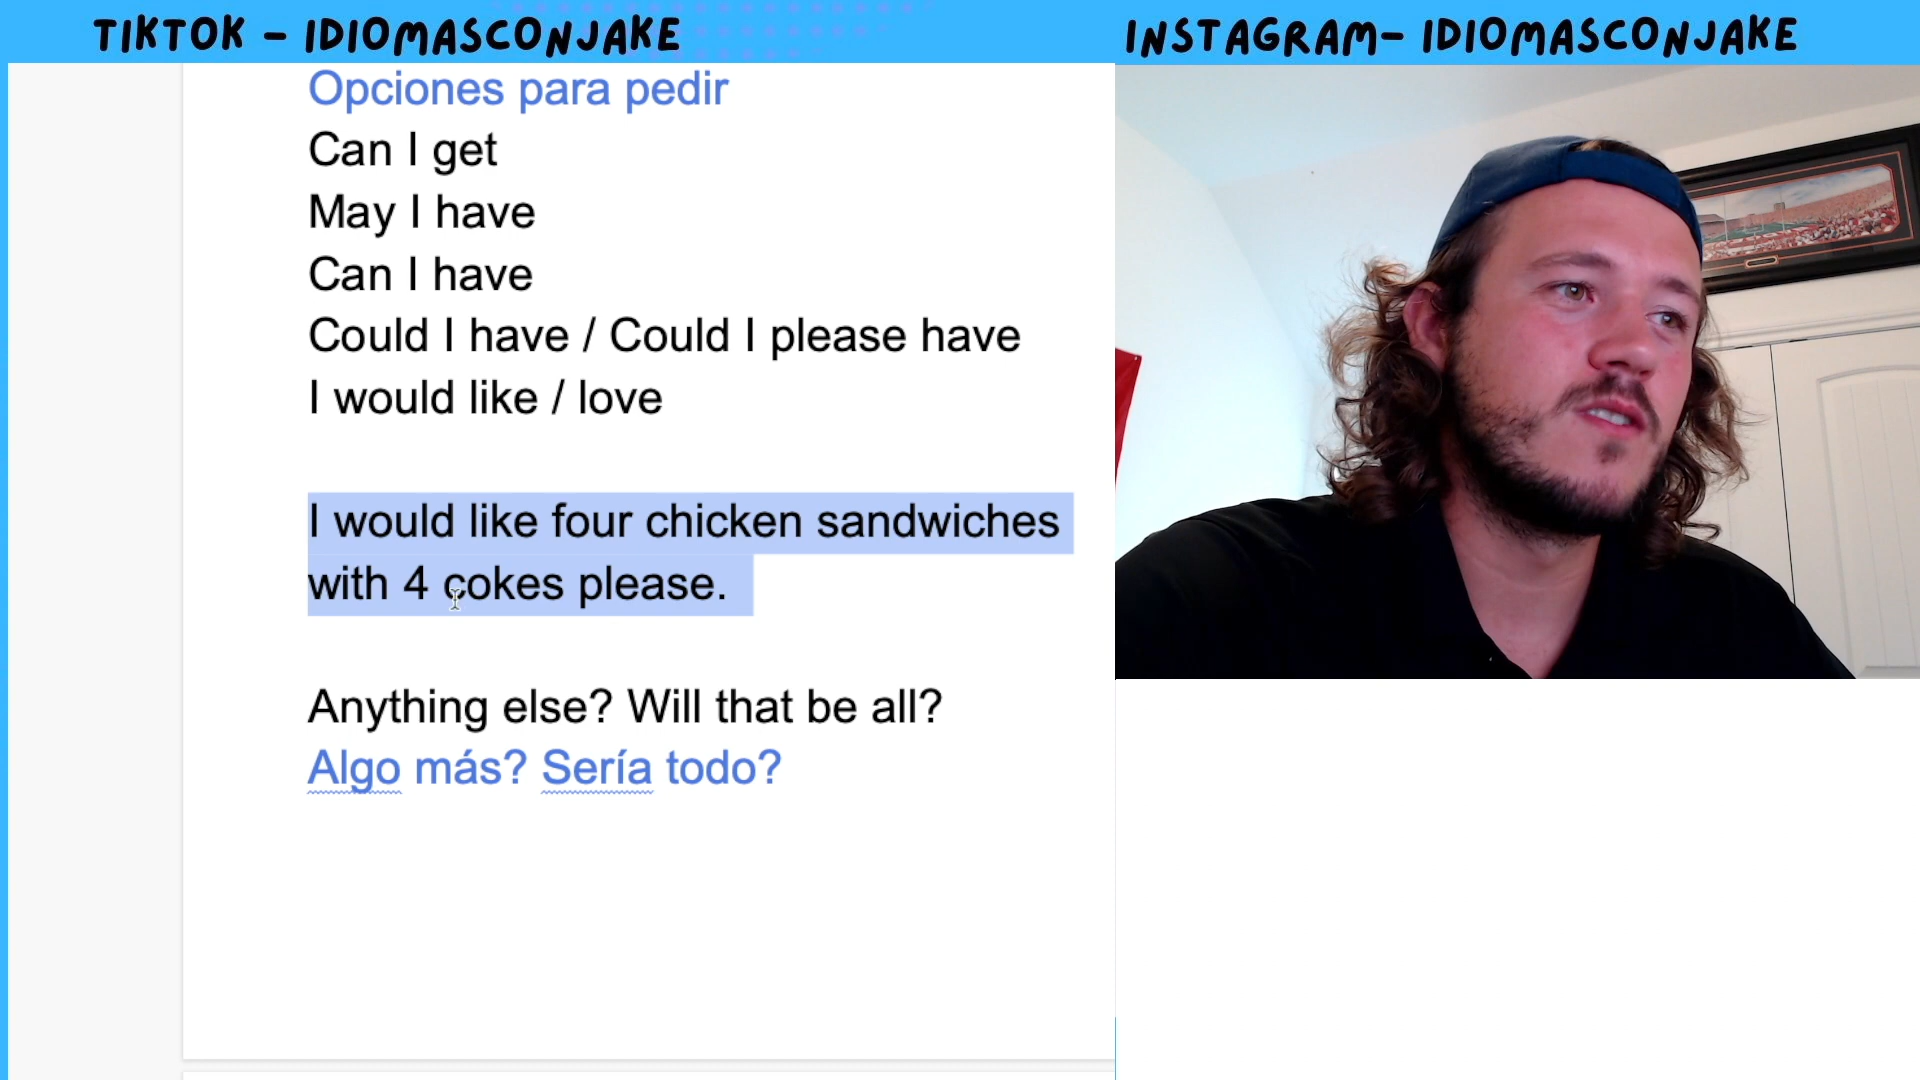 TIKTOK - IDIOMASCONJAKE
INSTAGRAM- IDIOMASCONJAKE
Opciones para pedir
Can I get
May I have
Can I have
Could I have / Could I please have
I would like / love
I would like four chicken sandwiches
with 4 cokes please.
Anything else? Will that be all?
Algo más? Sería todo?